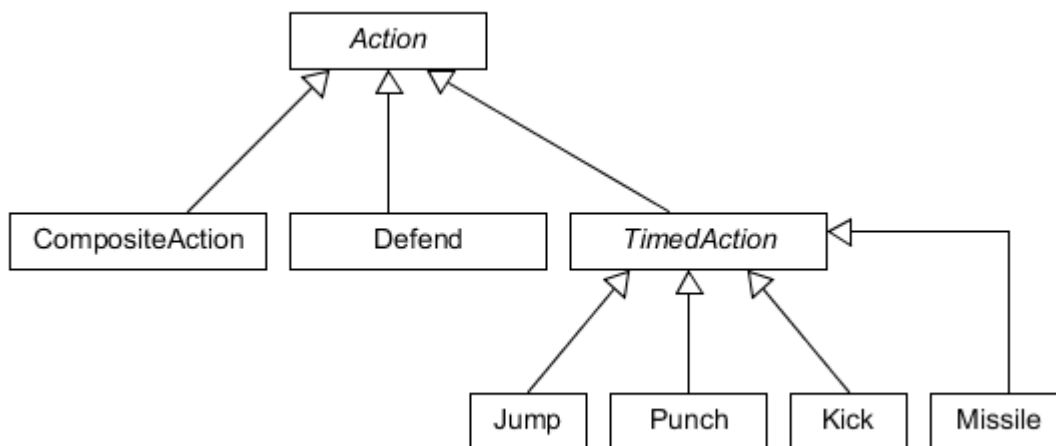 Action
CompositeAction
Defend
TimedAction
Jump
Punch
Kick
Missile